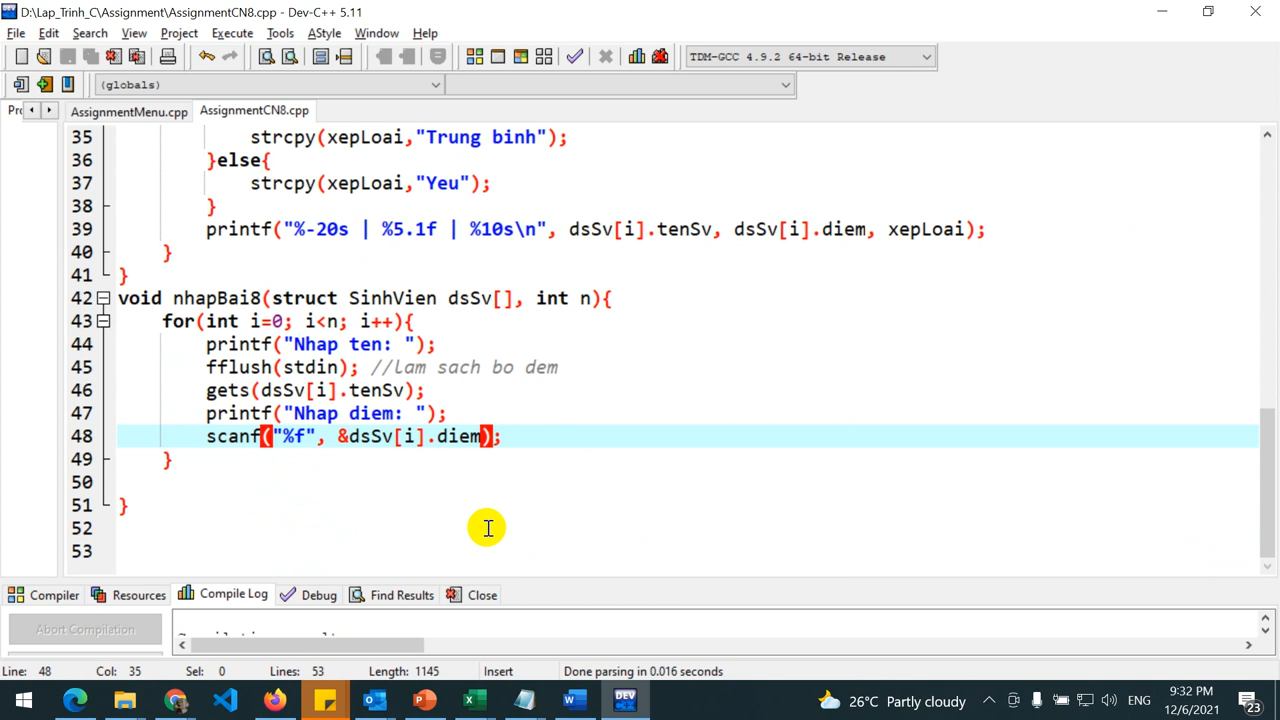 D:\Lap_Trinh_C\Assignment\AssignmentCN8.cpp - Dev-C++ 5.11
File Edit Search View Project Execute Tools AStyle Window Help
TDM-GCC 4.9.2 64-bit Release
(globals)
AssignmentMenu.cpp AssignmentCN8.cpp
35 strcpy(xepLoai,"Trung binh");
36 }else{
37 strcpy(xepLoai,"Yeu");
38 }
39 printf("%-20s | %5.1f | %10s\n", dsSv[i].tenSv, dsSv[i].diem, xepLoai);
40 }
41 }
42 void nhapBai8(struct SinhVien dsSv[], int n){
43 for(int i=0; i<n; i++){
44 printf("Nhap ten: ");
45 fflush(stdin); //lam sach bo dem
46 gets(dsSv[i].tenSv);
47 printf("Nhap diem: ");
48 scanf("%f", &dsSv[i].diem);
49 }
50
51 }
52
53
Compiler Resources Compile Log Debug Find Results Close
Abort Compilation
Line: 48 Col: 35 Sel: 0 Lines: 53 Length: 1145 Insert Done parsing in 0.016 seconds
DEV
26°C Partly cloudy ENG 9:32 PM
12/6/2021 23